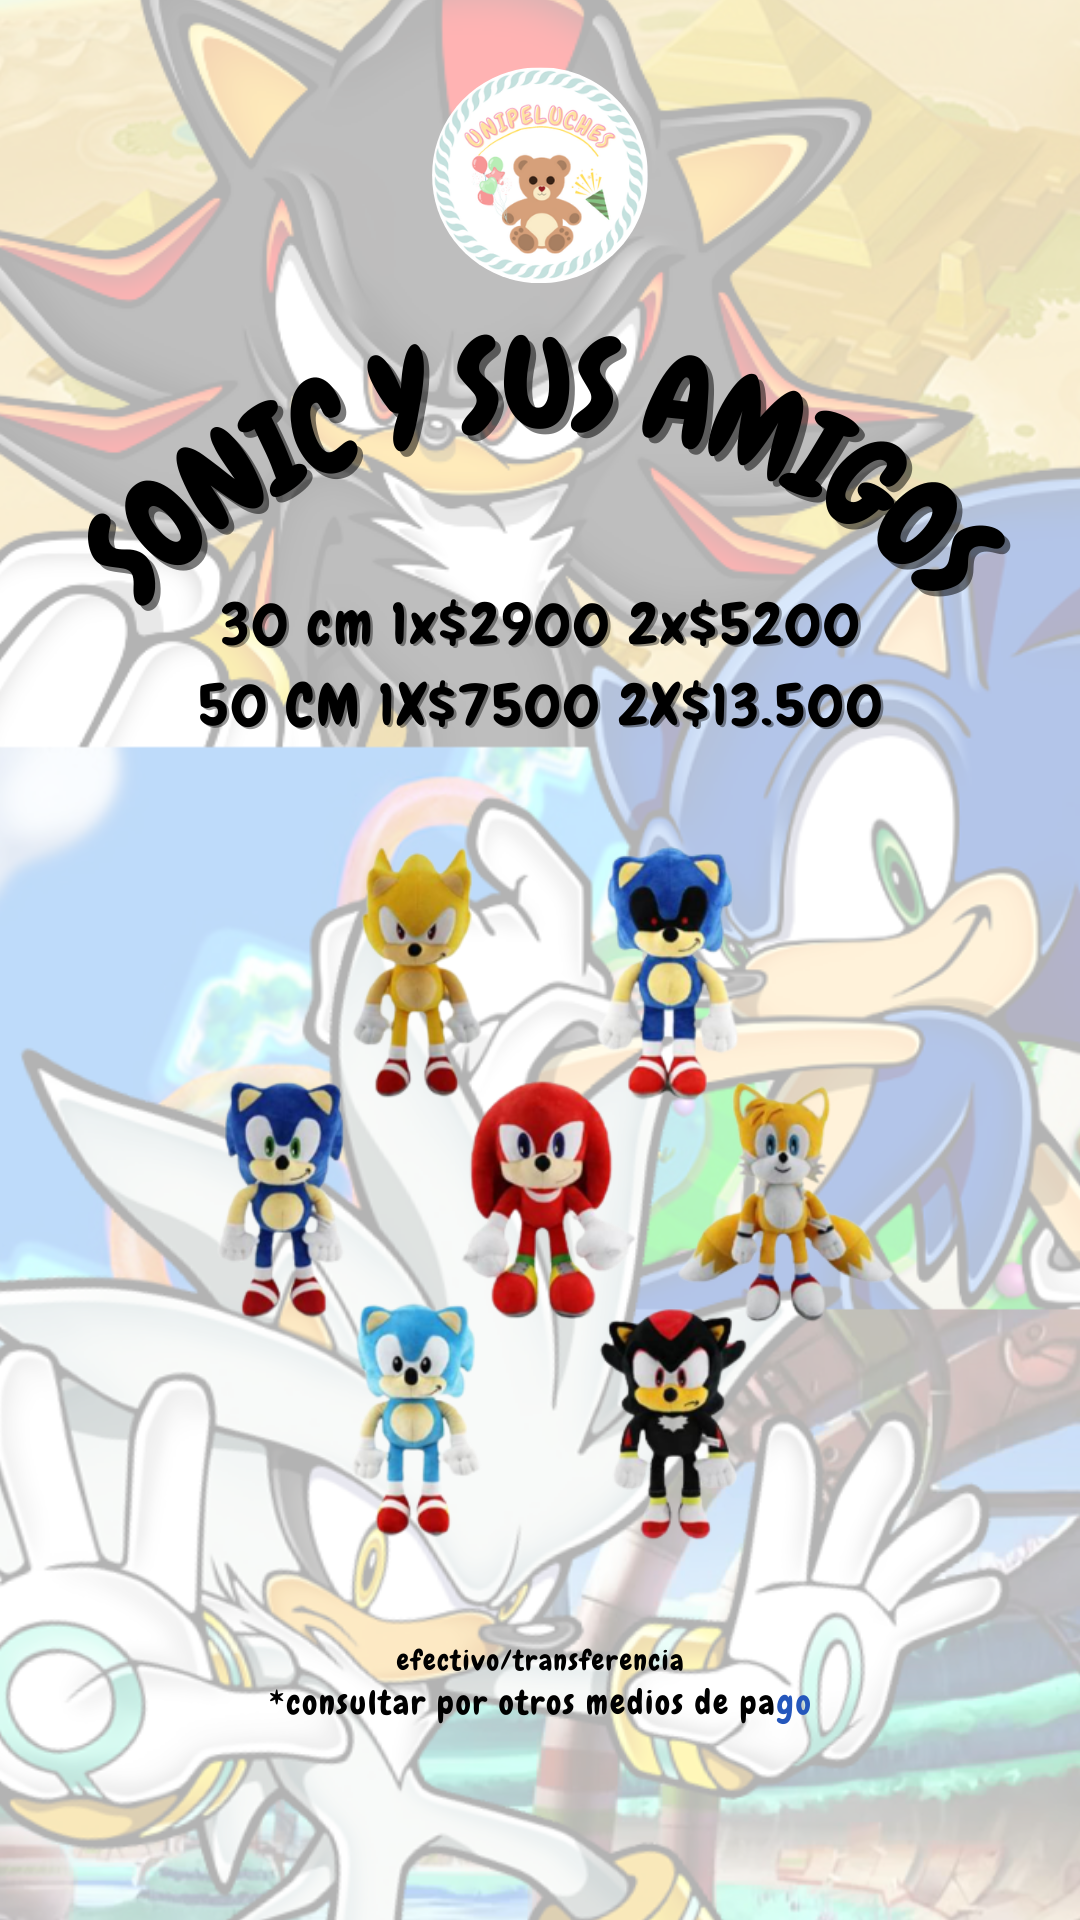 UNIPELUCHES
SONIC Y SUS AMIGOS
30 cm 1x$2900 2x$5200
50 CM 1X$7500 2X$13.500
efectivo/transferencia
*consultar por otros medios de pago